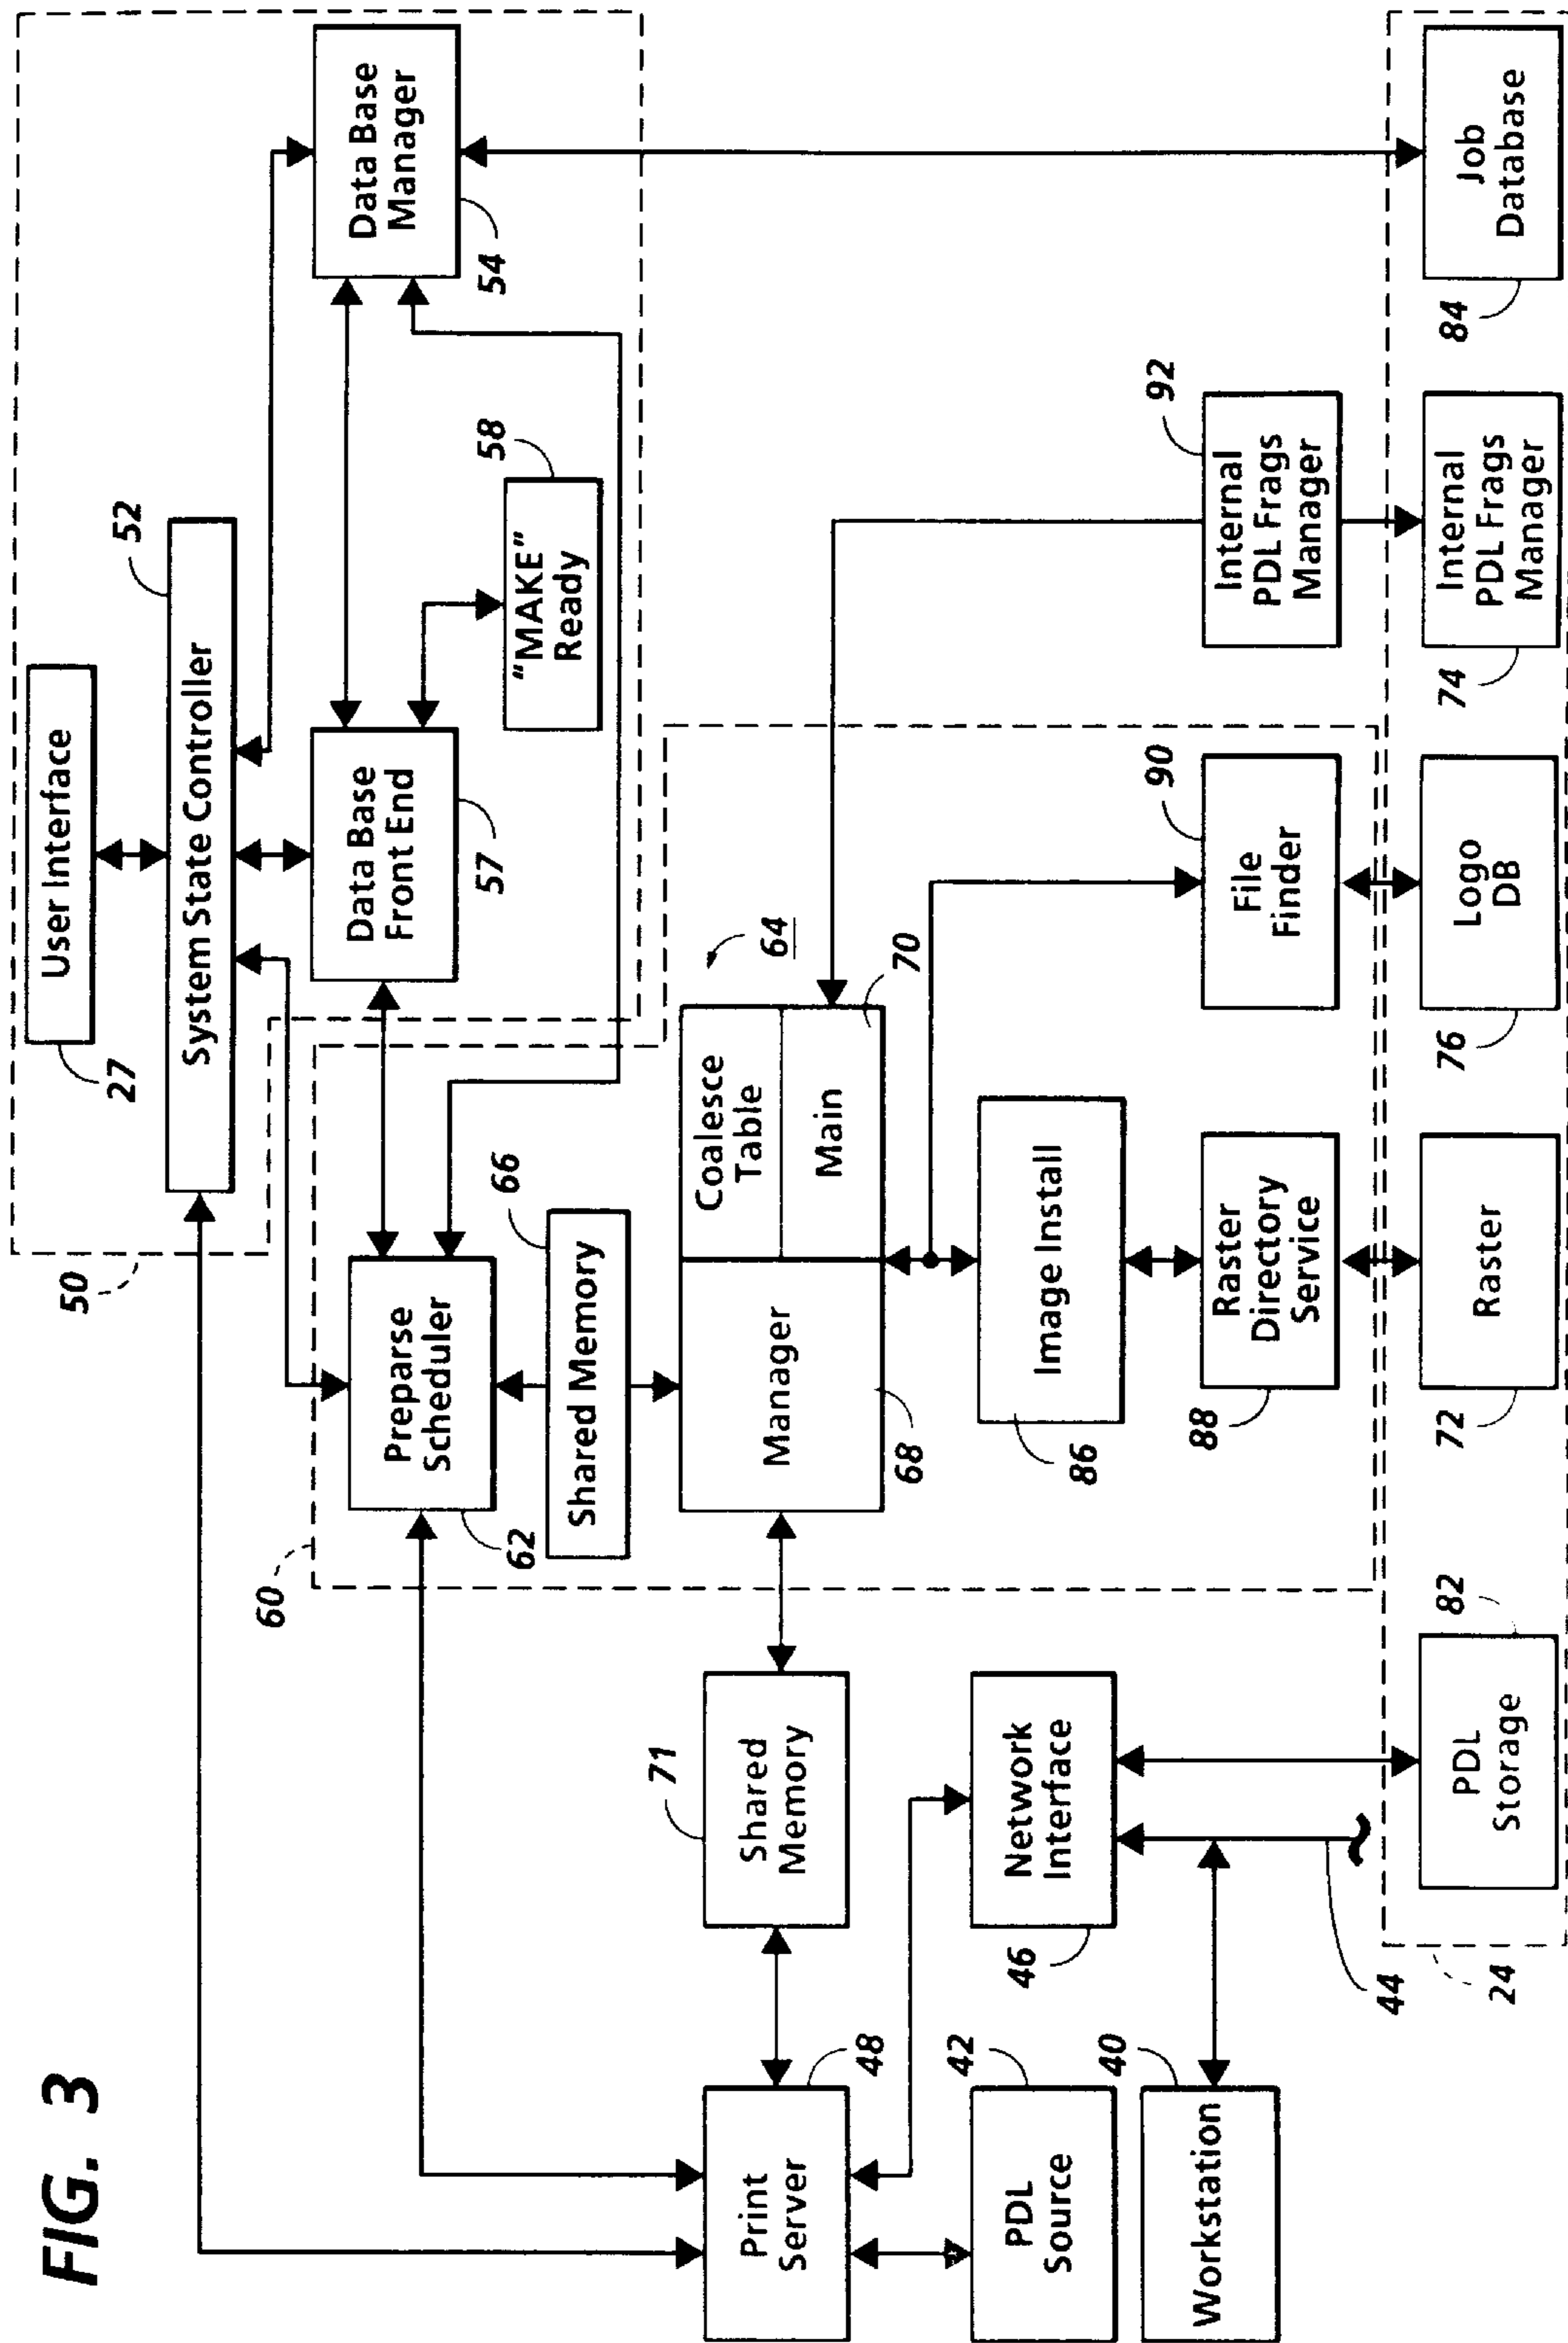 FIG. 3
User Interface
27
System State Controller
52
50
Data Base
Front End
57
Data Base
Manager
54
"MAKE"
Ready
58
60
Preparse
Scheduler
62
Shared Memory
66
Print
Server
48
Shared
Memory
71
Manager
68
Coalesce
Table
Main
70
64
PDL
Source
42
Network
Interface
46
Image Install
86
Workstation
40
44
Raster
Directory
Service
88
File
Finder
90
Internal
PDL Frags
Manager
92
24
PDL
Storage
82
Raster
72
Logo
DB
76
Internal
PDL Frags
Manager
74
Job
Database
84